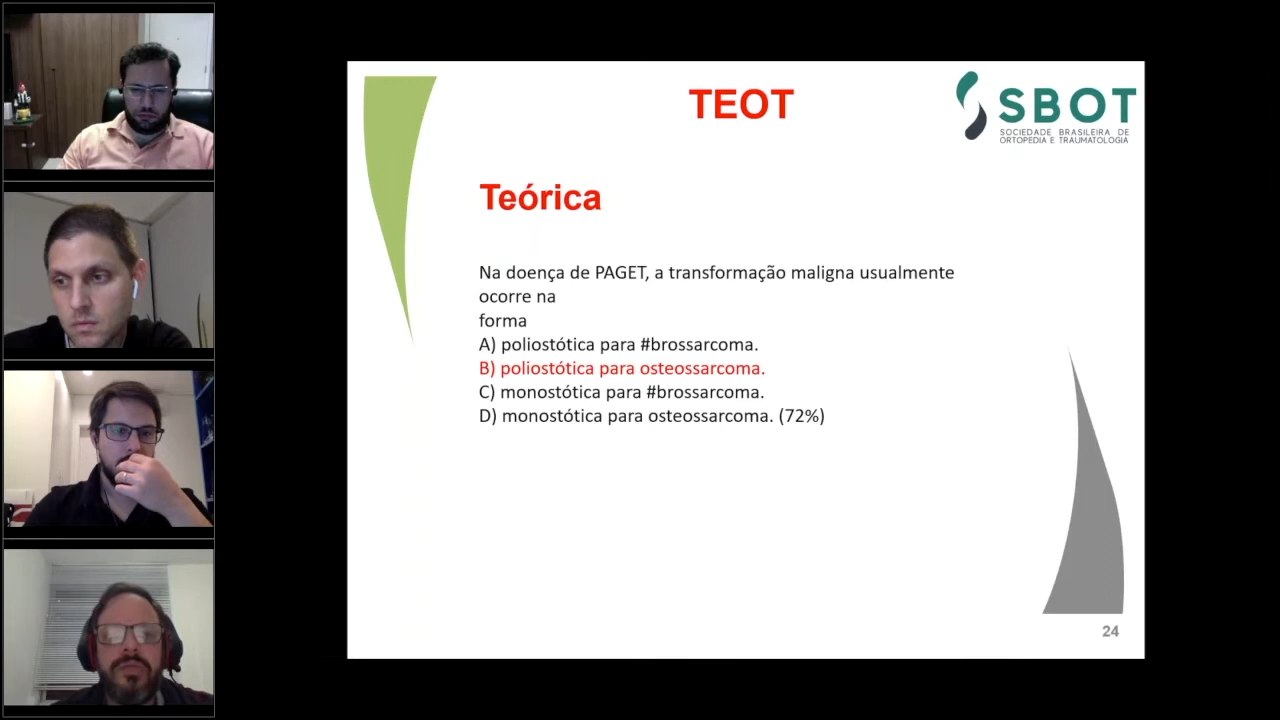 TEOT
SBOT
SOCIEDADE BRASILEIRA DE
ORTOPEDIA E TRAUMATOLOGIA
Teórica
Na doença de PAGET, a transformação maligna usualmente
ocorre na
forma
A) poliostótica para #brossarcoma.
B) poliostótica para osteossarcoma.
C) monostótica para #brossarcoma.
D) monostótica para osteossarcoma. (72%)
24